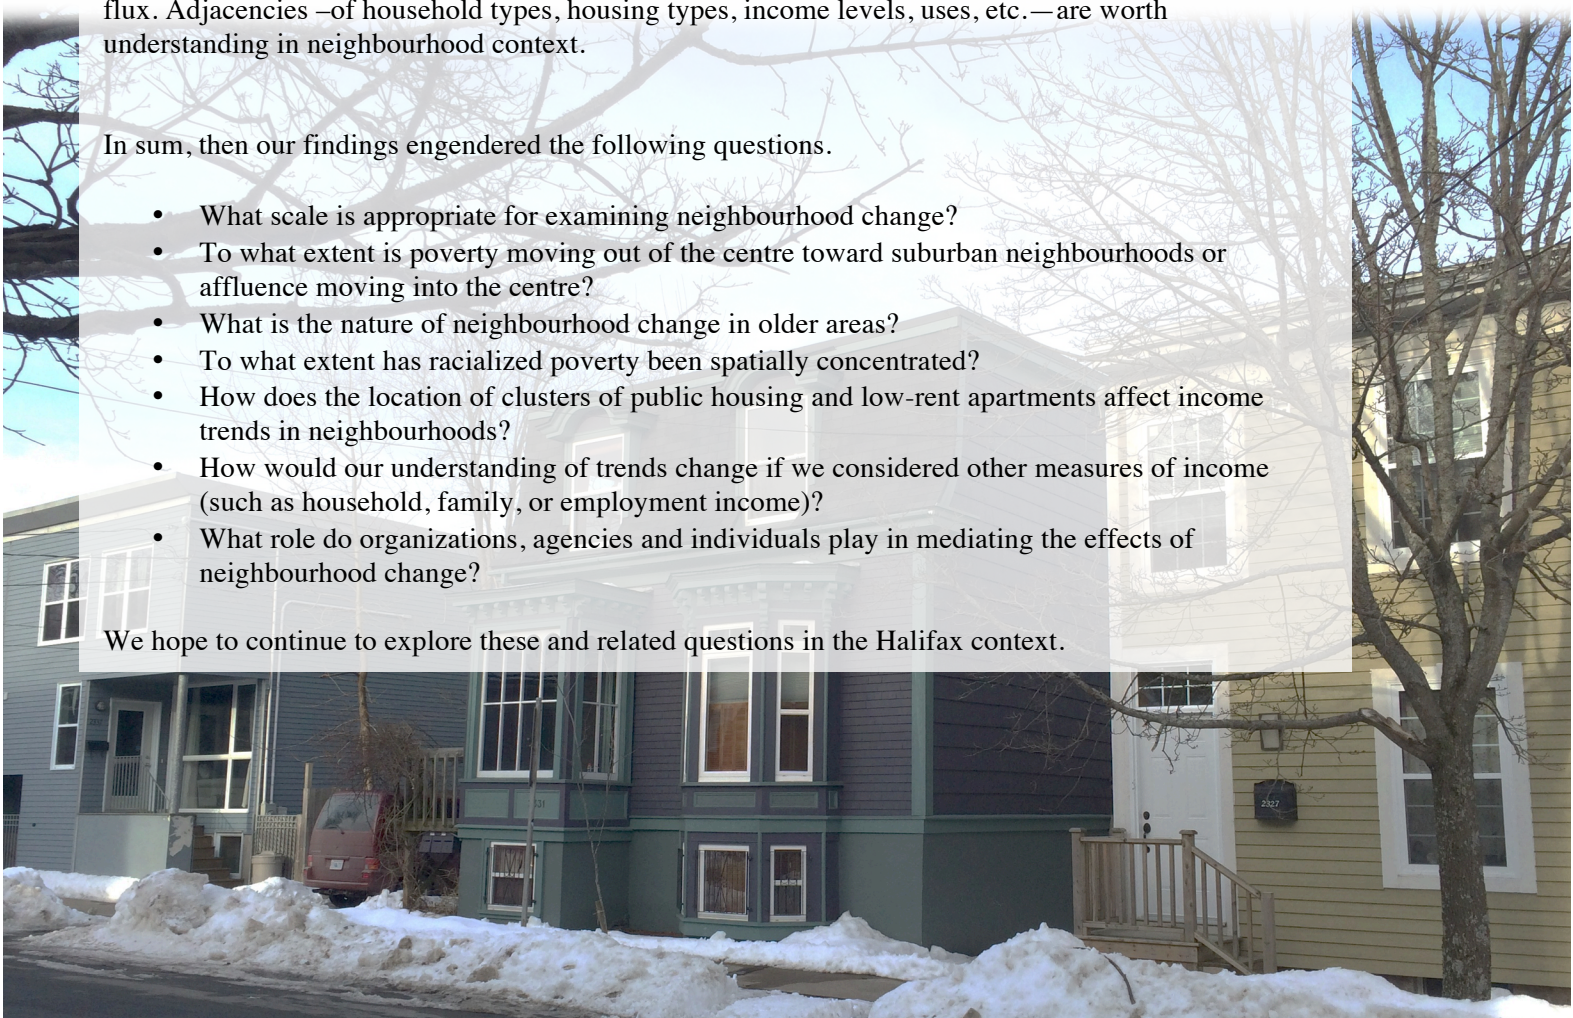 flux. Adjacencies –of household types, housing types, income levels, uses, etc.—are worth
understanding in neighbourhood context.
In sum, then our findings engendered the following questions.
• What scale is appropriate for examining neighbourhood change?
• To what extent is poverty moving out of the centre toward suburban neighbourhoods or
affluence moving into the centre?
• What is the nature of neighbourhood change in older areas?
• To what extent has racialized poverty been spatially concentrated?
• How does the location of clusters of public housing and low-rent apartments affect income
trends in neighbourhoods?
• How would our understanding of trends change if we considered other measures of income
(such as household, family, or employment income)?
• What role do organizations, agencies and individuals play in mediating the effects of
neighbourhood change?
We hope to continue to explore these and related questions in the Halifax context.
2327